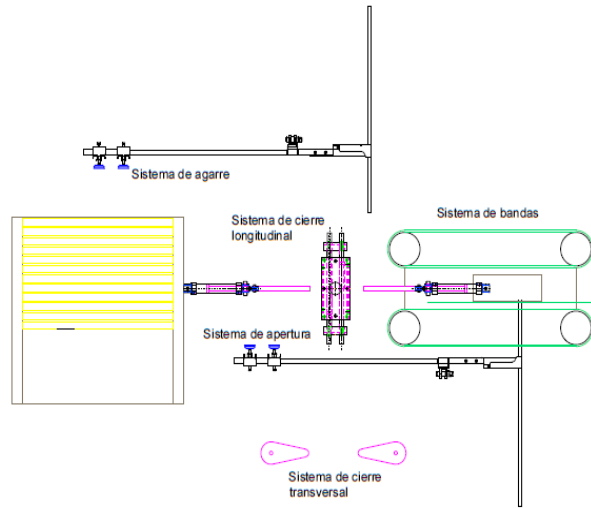 Sistema de agarre
Sistema de cierre
longitudinal
Sistema de bandas
Sistema de apertura
Sistema de cierre
transversal